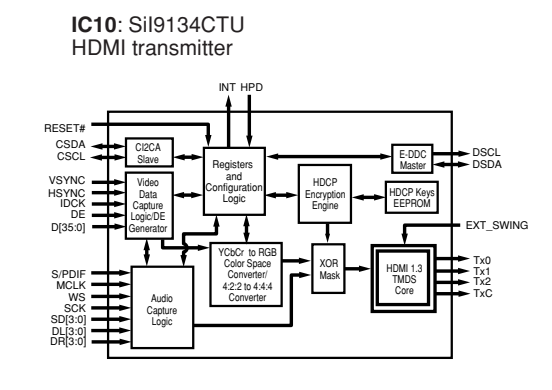 IC10: SiI9134CTU
HDMI transmitter
INT HPD
RESET#
CSDA
CSCL
CI2CA
Slave
Registers
and
Configuration
Logic
E-DDC
Master
DSCL
DSDA
VSYNC
HSYNC
IDCK
DE
D[35:0]
Video
Data
Capture
Logic/DE
Generator
HDCP
Encryption
Engine
HDCP Keys
EEPROM
EXT_SWING
YCbCr to RGB
Color Space
Converter/
4:2:2 to 4:4:4
Converter
XOR
Mask
HDMI 1.3
TMDS
Core
Tx0
Tx1
Tx2
TxC
S/PDIF
MCLK
WS
SCK
SD[3:0]
DL[3:0]
DR[3:0]
Audio
Capture
Logic